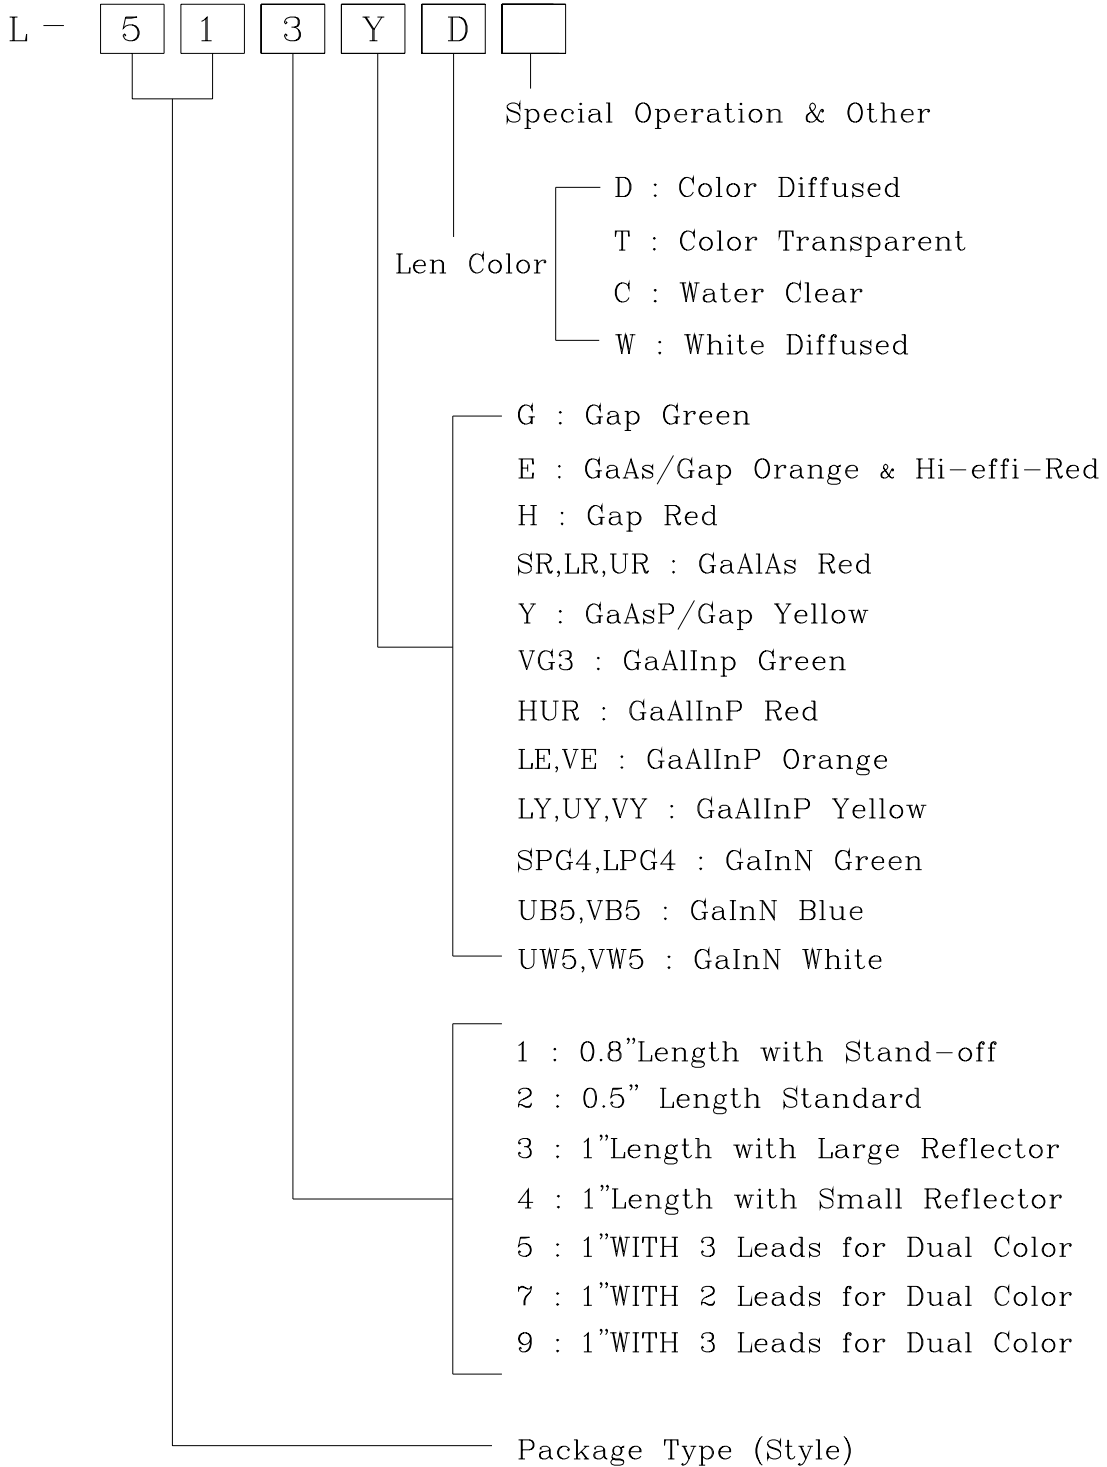 L - 5 1 3 Y D
Special Operation & Other
D : Color Diffused
T : Color Transparent
Len Color
C : Water Clear
W : White Diffused
G : Gap Green
E : GaAs/Gap Orange & Hi-effi-Red
H : Gap Red
SR,LR,UR : GaAlAs Red
Y : GaAsP/Gap Yellow
VG3 : GaAlInp Green
HUR : GaAlInP Red
LE,VE : GaAlInP Orange
LY,UY,VY : GaAlInP Yellow
SPG4,LPG4 : GaInN Green
UB5,VB5 : GaInN Blue
UW5,VW5 : GaInN White
1 : 0.8"Length with Stand-off
2 : 0.5" Length Standard
3 : 1"Length with Large Reflector
4 : 1"Length with Small Reflector
5 : 1"WITH 3 Leads for Dual Color
7 : 1"WITH 2 Leads for Dual Color
9 : 1"WITH 3 Leads for Dual Color
Package Type (Style)